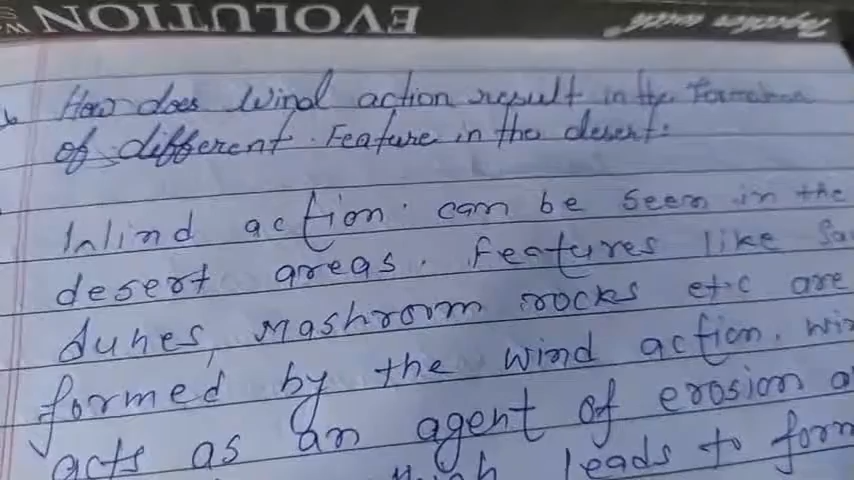 Together with EVOLUTION
How does Wind action result in the Formation
of different Feature in the desert.
Wind action can be seen in the
desert areas. Features like Sa
dunes, Mashroom rocks etc are
formed by the wind action. Wi
acts as an agent of erosion a
leads to form